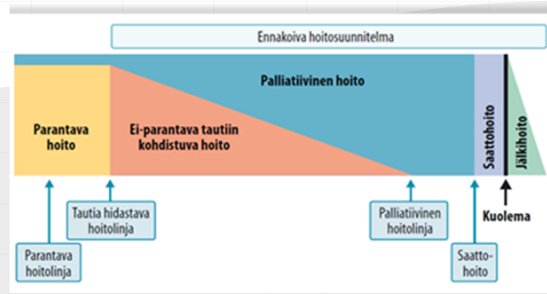 Ennakoiva hoitosuunnitelma
Palliatiivinen hoito
Parantava
hoito
Ei-parantava tautiin
kohdistuva hoito
Saattohoito
Jälkihoito
Parantava
hoitolinja
Tautia hidastava
hoitolinja
Palliatiivinen
hoitolinja
Saatto-
hoito
Kuolema